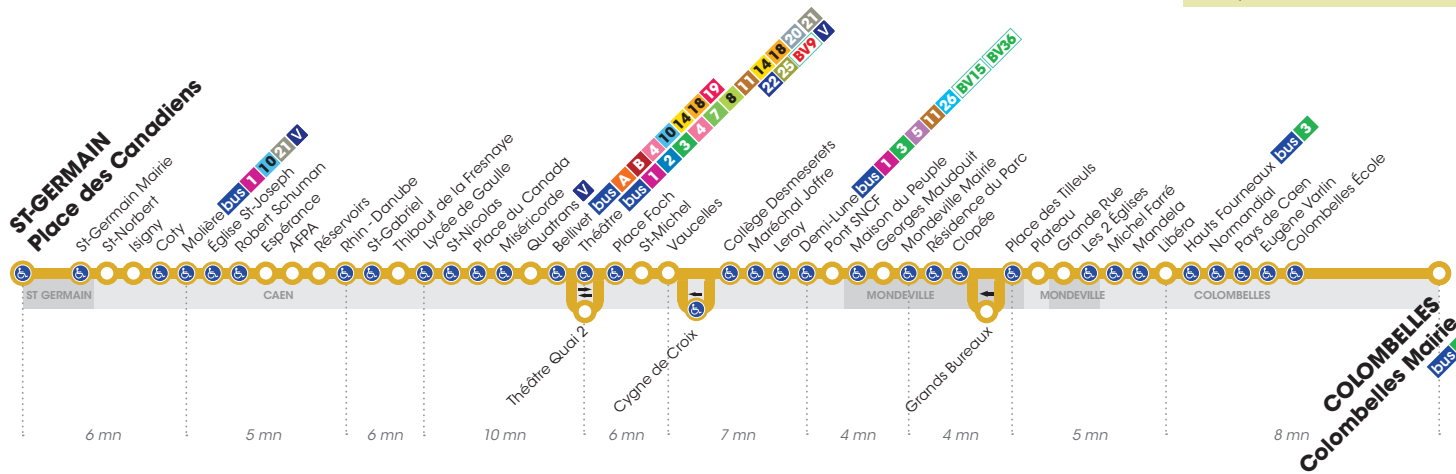 ST-GERMAIN
Place des Canadiens
St-Germain Mairie
St-Norbert
Isigny
Coty
Molière bus 1 10 21 V
Église St-Joseph
Robert Schuman
Espérance
AFPA
Réservoirs
Rhin - Danube
St-Gabriel
Thibout de la Fresnaye
Lycée de Gaulle
St-Nicolas
Place du Canada
Miséricorde
Quatrans V
Bellivet bus A B 4 10 14 18 19
Théâtre bus 1 2 3 4 7 8 11 14 18 20 21
22 25 BV9 V
Place Foch
St-Michel
Vaucelles
Collège Desmeserets
Maréchal Joffre
Leroy
Demi-Lune bus 1 3 5 11 26 BV15 BV36
Pont SNCF
Maison du Peuple
Georges Maudouit
Mondeville Mairie
Résidence du Parc
Clopée
Place des Tilleuls
Plateau
Grande Rue
Les 2 Églises
Michel Farré
Mandela
Libéra
Hauts Fourneaux bus 3
Normandial
Pays de Caen
Eugène Varlin
Colombelles École
ST GERMAIN
CAEN
MONDEVILLE
MONDEVILLE
COLOMBELLES
Théâtre Quai 2
Cygne de Croix
Grands Bureaux
COLOMBELLES
Colombelles Mairie
bus
6 mn
5 mn
6 mn
10 mn
6 mn
7 mn
4 mn
4 mn
5 mn
8 mn